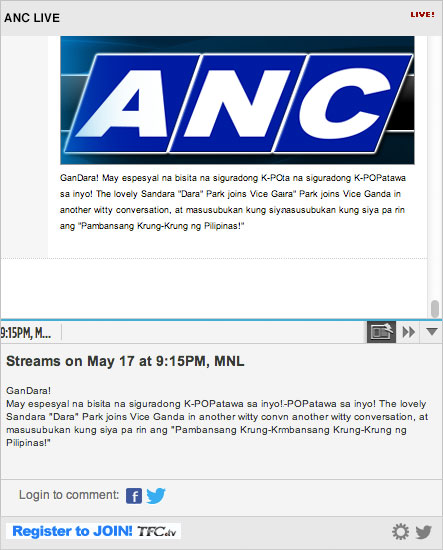 ANC LIVE
LIVE!
ANC
GanDara! May espesyal na bisita na siguradong K-POta na siguradong K-POPatawa
sa inyo! The lovely Sandara "Dara" Park joins Vice Gaıra" Park joins Vice Ganda in
another witty conversation, at masusubukan kung siynasusubukan kung siya pa rin
ang "Pambansang Krung-Krung ng Pilipinas!"
9:15PM, M...
Streams on May 17 at 9:15PM, MNL
GanDara!
May espesyal na bisita na siguradong K-POPatawa sa inyo!-POPatawa sa inyo! The lovely
Sandara "Dara" Park joins Vice Ganda in another witty convn another witty conversation, at
masusubukan kung siya pa rin ang "Pambansang Krung-Krmbansang Krung-Krung ng
Pilipinas!"
Login to comment:
Register to JOIN! TFC.tv